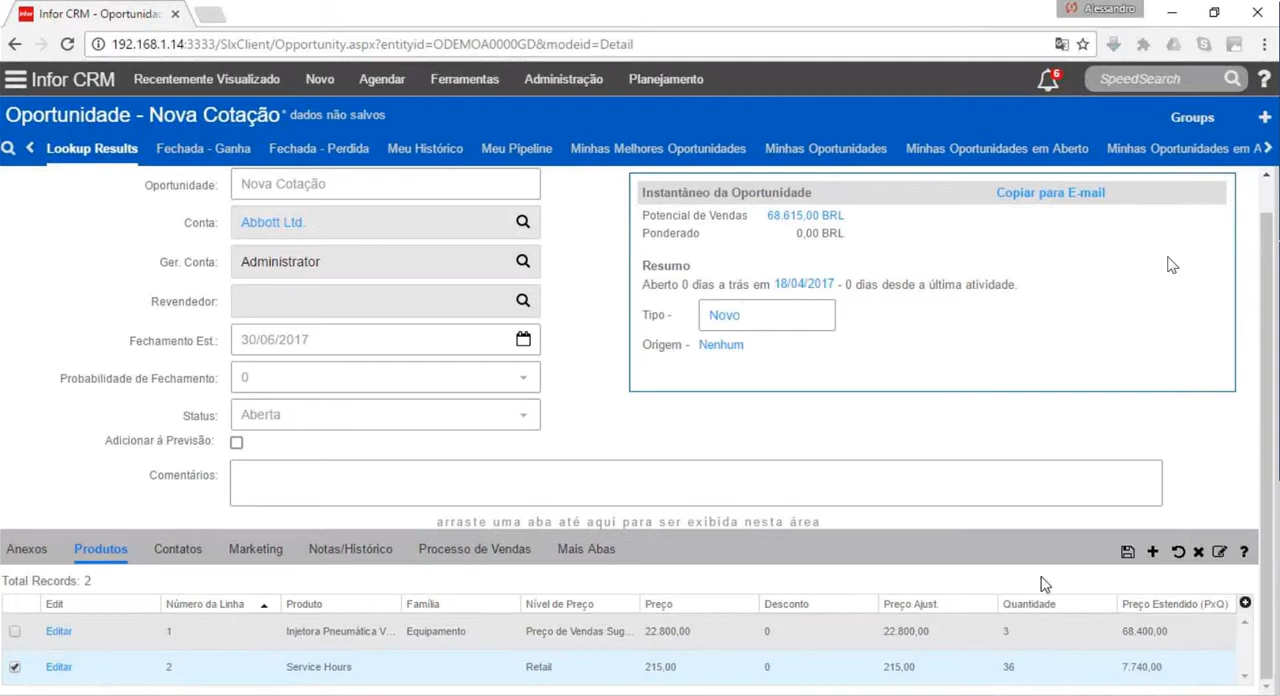 Infor CRM - Oportunida
Alessandro
192.168.1.14:3333/SlxClient/Opportunity.aspx?entityid=ODEMOA0000GD&modeid=Detail
Infor CRM Recentemente Visualizado Novo Agendar Ferramentas Administração Planejamento 6 SpeedSearch ?
Oportunidade - Nova Cotação* dados não salvos Groups
Lookup Results Fechada - Ganha Fechada - Perdida Meu Histórico Meu Pipeline Minhas Melhores Oportunidades Minhas Oportunidades Minhas Oportunidades em Aberto Minhas Oportunidades em A
Oportunidade: Nova Cotação
Conta: Abbott Ltd.
Ger. Conta: Administrator
Revendedor:
Fechamento Est.: 30/06/2017
Probabilidade de Fechamento: 0
Status: Aberta
Adicionar á Previsão:
Comentários:
Instantâneo da Oportunidade Copiar para E-mail
Potencial de Vendas 68.615,00 BRL
Ponderado 0,00 BRL
Resumo
Aberto 0 dias a trás em 18/04/2017 - 0 dias desde a última atividade.
Tipo - Novo
Origem - Nenhum
arraste uma aba até aqui para ser exibida nesta área
Anexos Produtos Contatos Marketing Notas/Histórico Processo de Vendas Mais Abas ?
Total Records: 2
Edit Número da Linha Produto Família Nível de Preço Preço Desconto Preço Ajust. Quantidade Preço Estendido (PxQ)
Editar 1 Injetora Pneumática V... Equipamento Preço de Vendas Sug... 22.800,00 0 22.800,00 3 68.400,00
Editar 2 Service Hours Retail 215,00 0 215,00 36 7.740,00